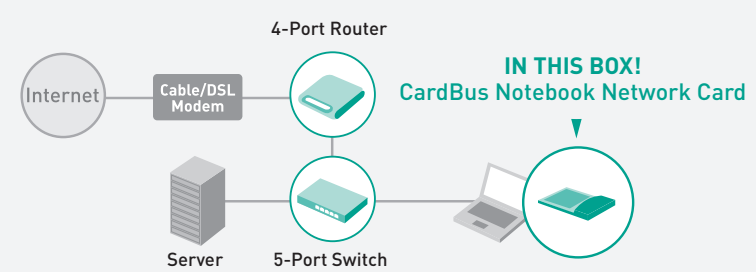 4-Port Router
IN THIS BOX!
CardBus Notebook Network Card
Internet
Cable/DSL
Modem
Server
5-Port Switch